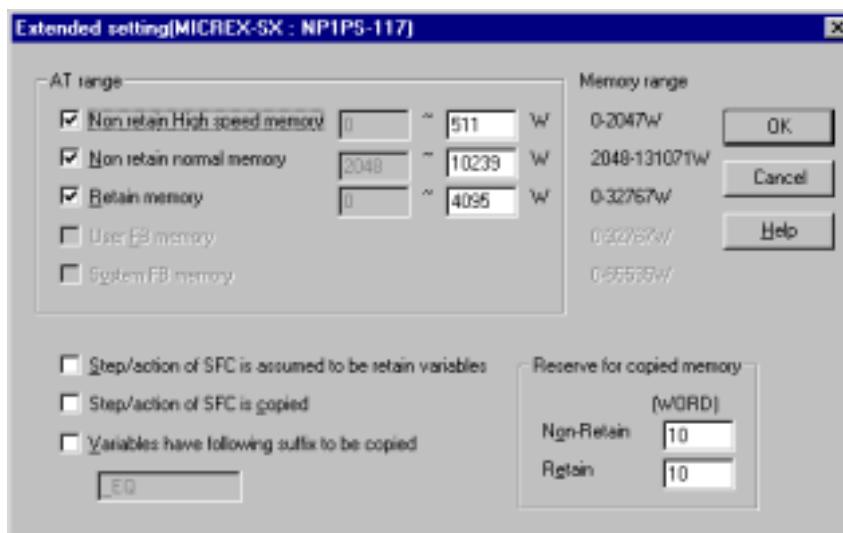 Extended setting(MICREX-SX : NP1PS-117)
AT range
Memory range
Non retain High speed memory 0 ~ 511 W 0-2047W
OK
Non retain normal memory 2048 ~ 10239 W 2048-131071W
Cancel
Retain memory 0 ~ 4095 W 0-32767W
Help
User FB memory 0-32767W
System FB memory 0-65535W
Step/action of SFC is assumed to be retain variables
Reserve for copied memory
Step/action of SFC is copied
(WORD)
Variables have following suffix to be copied
Non-Retain 10
_EQ
Retain 10